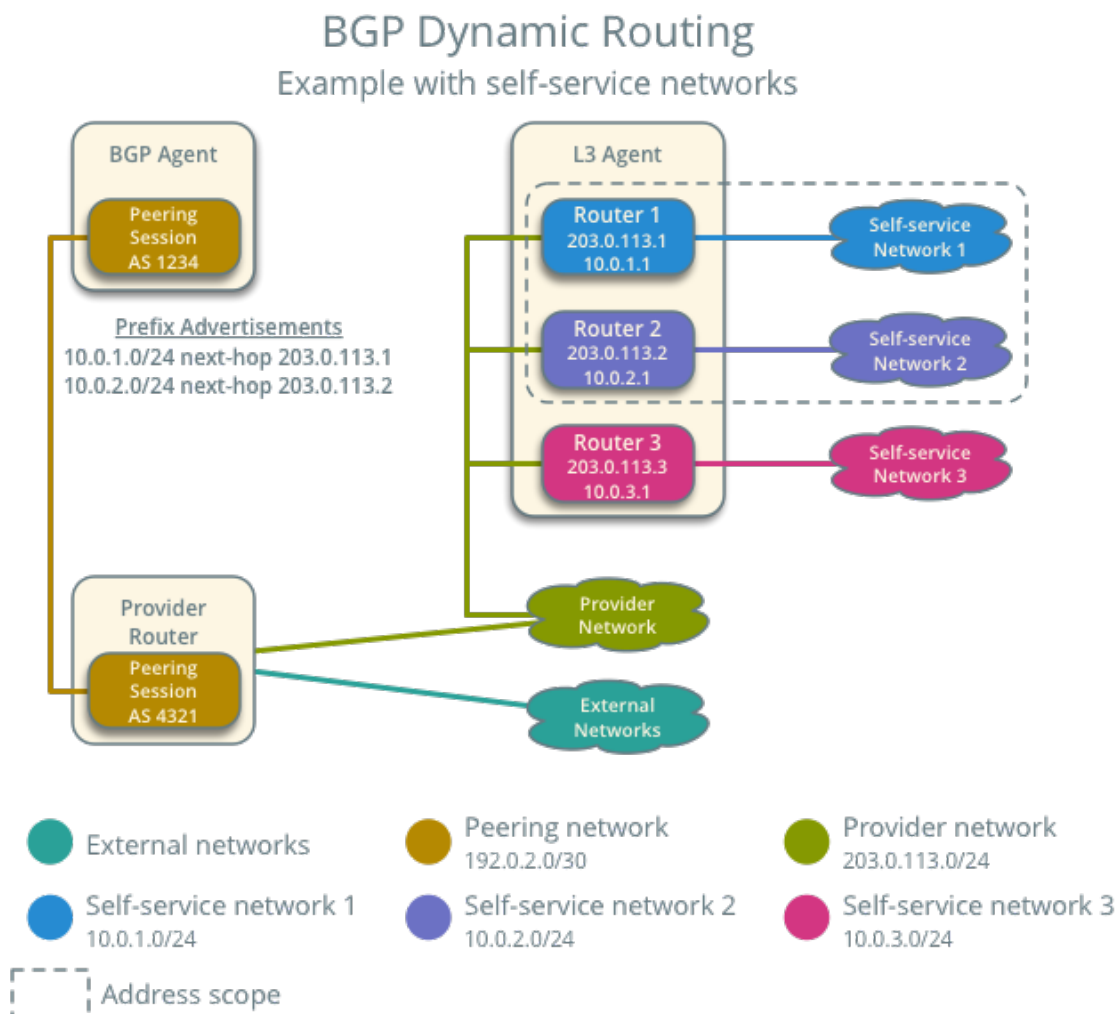 BGP Dynamic Routing
Example with self-service networks
BGP Agent
Peering
Session
AS 1234
Prefix Advertisements
10.0.1.0/24 next-hop 203.0.113.1
10.0.2.0/24 next-hop 203.0.113.2
L3 Agent
Router 1
203.0.113.1
10.0.1.1
Self-service
Network 1
Router 2
203.0.113.2
10.0.2.1
Self-service
Network 2
Router 3
203.0.113.3
10.0.3.1
Self-service
Network 3
Provider
Router
Peering
Session
AS 4321
Provider
Network
External
Networks
External networks
Peering network
192.0.2.0/30
Provider network
203.0.113.0/24
Self-service network 1
10.0.1.0/24
Self-service network 2
10.0.2.0/24
Self-service network 3
10.0.3.0/24
Address scope